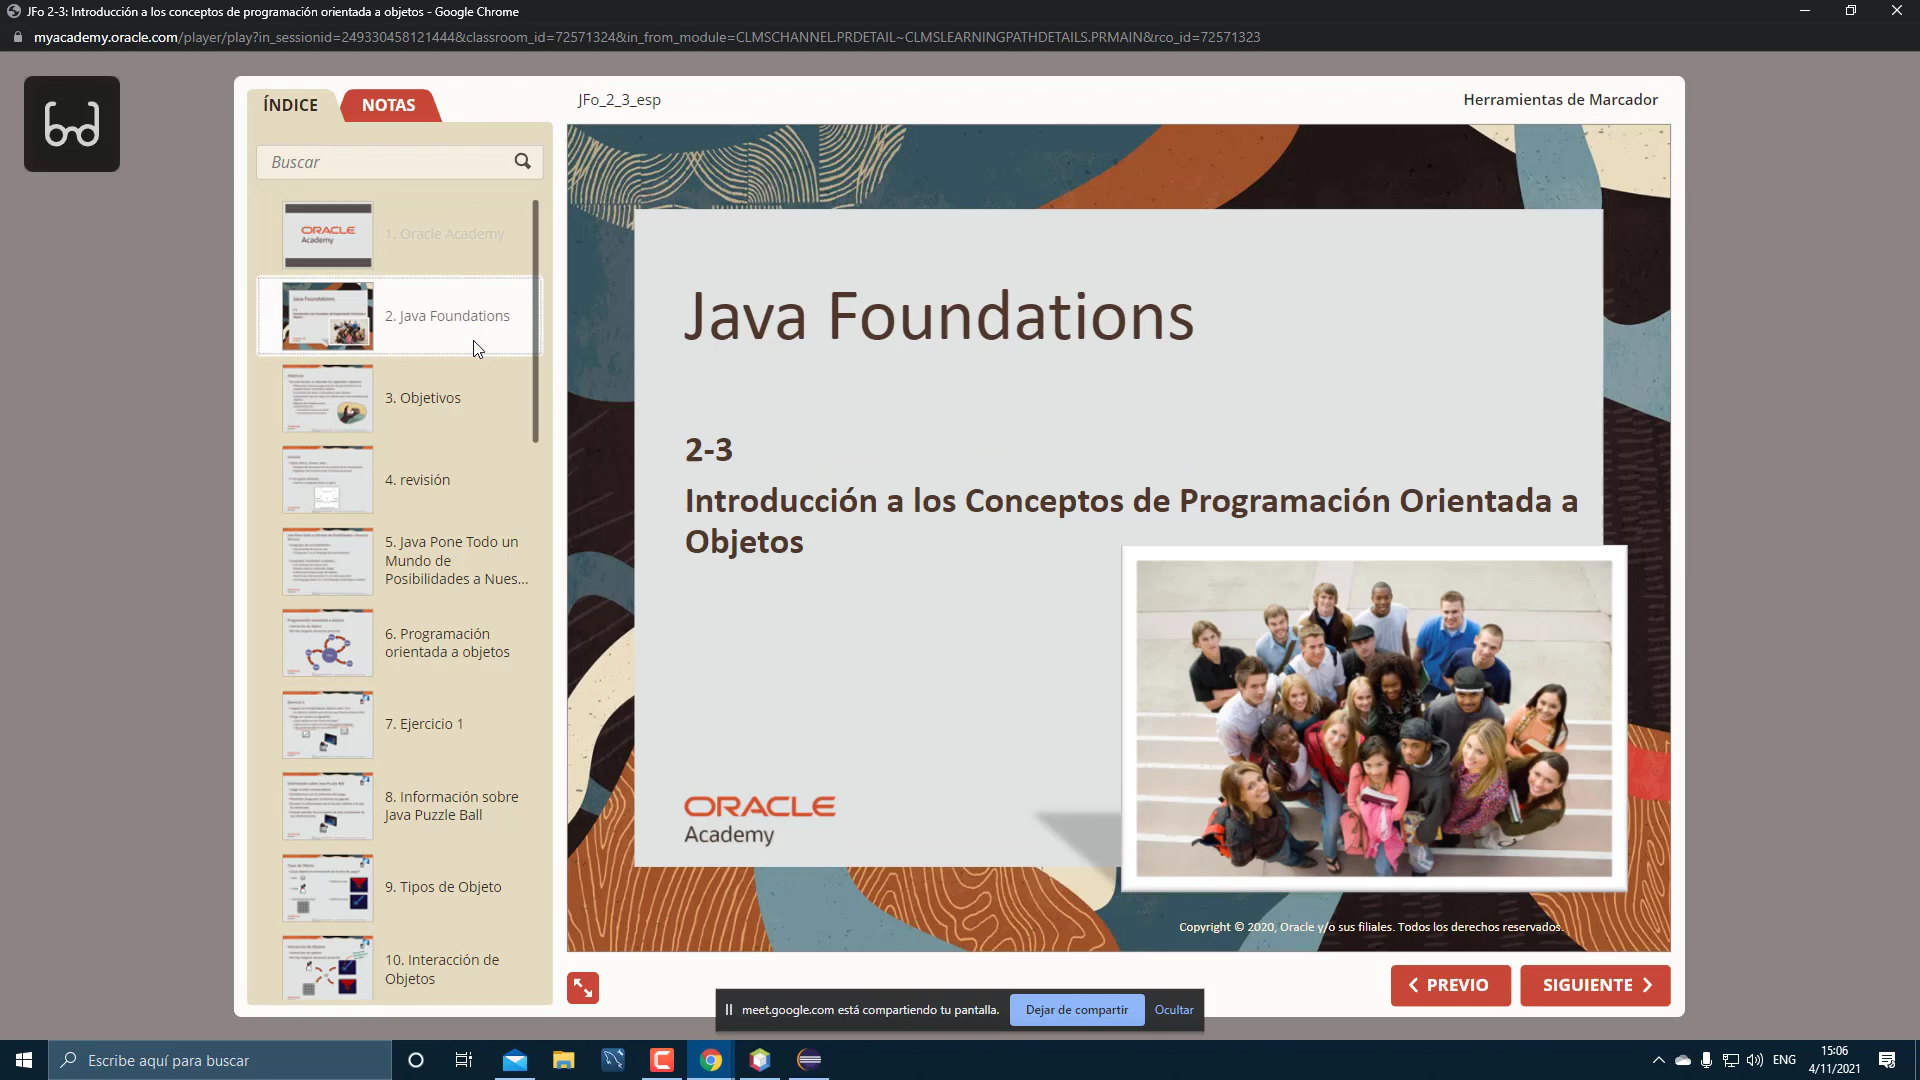 JFo 2-3: Introducción a los conceptos de programación orientada a objetos - Google Chrome
myacademy.oracle.com/player/play?in_sessionid=249330458121444&classroom_id=72571324&in_from_module=CLMSCHANNEL.PRDETAIL~CLMSLEARNINGPATHDETAILS.PRMAIN&rco_id=72571323
ÍNDICE
NOTAS
JFo_2_3_esp
Herramientas de Marcador
Buscar
ORACLE
Academy
1. Oracle Academy
2. Java Foundations
3. Objetivos
4. revisión
5. Java Pone Todo un
Mundo de
Posibilidades a Nues...
6. Programación
orientada a objetos
7. Ejercicio 1
8. Información sobre
Java Puzzle Ball
9. Tipos de Objeto
10. Interacción de
Objetos
Java Foundations
2-3
Introducción a los Conceptos de Programación Orientada a
Objetos
ORACLE
Academy
Copyright © 2020, Oracle y/o sus filiales. Todos los derechos reservados.
PREVIO
SIGUIENTE
meet.google.com está compartiendo tu pantalla.
Dejar de compartir
Ocultar
Escribe aquí para buscar
ENG
15:06
4/11/2021